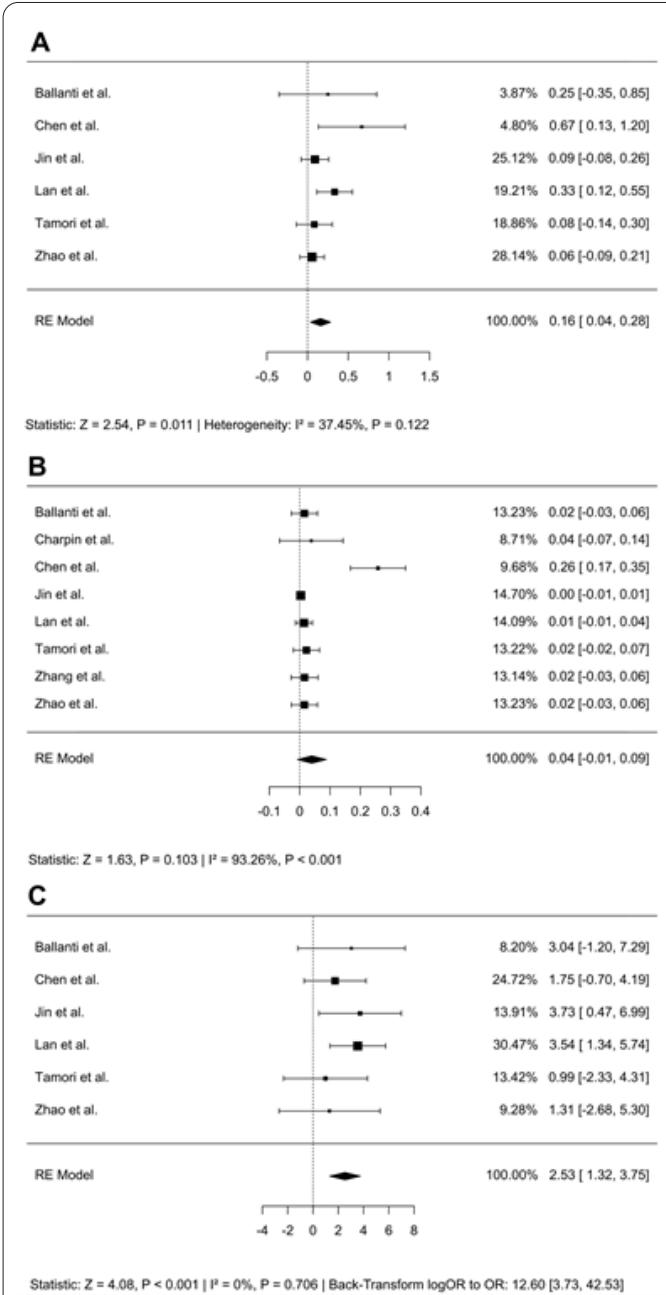 A
Ballanti et al. 3.87% 0.25 [-0.35, 0.85]
Chen et al. 4.80% 0.67 [ 0.13, 1.20]
Jin et al. 25.12% 0.09 [-0.08, 0.26]
Lan et al. 19.21% 0.33 [ 0.12, 0.55]
Tamori et al. 18.86% 0.08 [-0.14, 0.30]
Zhao et al. 28.14% 0.06 [-0.09, 0.21]
RE Model 100.00% 0.16 [ 0.04, 0.28]
-0.5 0 0.5 1 1.5
Statistic: Z = 2.54, P = 0.011 | Heterogeneity: I² = 37.45%, P = 0.122
B
Ballanti et al. 13.23% 0.02 [-0.03, 0.06]
Charpin et al. 8.71% 0.04 [-0.07, 0.14]
Chen et al. 9.68% 0.26 [ 0.17, 0.35]
Jin et al. 14.70% 0.00 [-0.01, 0.01]
Lan et al. 14.09% 0.01 [-0.01, 0.04]
Tamori et al. 13.22% 0.02 [-0.02, 0.07]
Zhang et al. 13.14% 0.02 [-0.03, 0.06]
Zhao et al. 13.23% 0.02 [-0.03, 0.06]
RE Model 100.00% 0.04 [-0.01, 0.09]
-0.1 0 0.1 0.2 0.3 0.4
Statistic: Z = 1.63, P = 0.103 | I² = 93.26%, P < 0.001
C
Ballanti et al. 8.20% 3.04 [-1.20, 7.29]
Chen et al. 24.72% 1.75 [-0.70, 4.19]
Jin et al. 13.91% 3.73 [ 0.47, 6.99]
Lan et al. 30.47% 3.54 [ 1.34, 5.74]
Tamori et al. 13.42% 0.99 [-2.33, 4.31]
Zhao et al. 9.28% 1.31 [-2.68, 5.30]
RE Model 100.00% 2.53 [ 1.32, 3.75]
-4 -2 0 2 4 6 8
Statistic: Z = 4.08, P < 0.001 | I² = 0%, P = 0.706 | Back-Transform logOR to OR: 12.60 [3.73, 42.53]